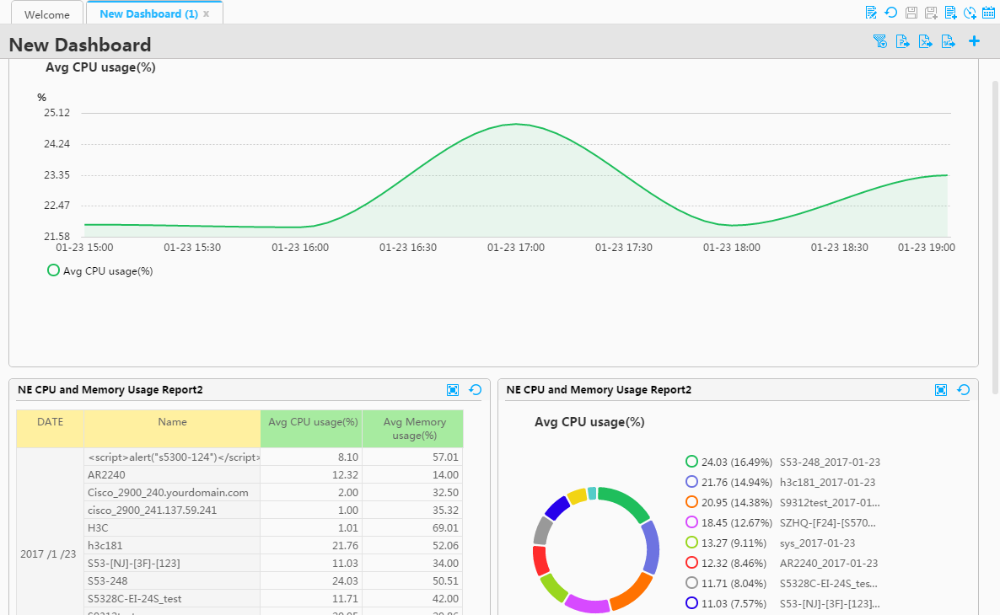 Welcome
New Dashboard (1) x
New Dashboard
Avg CPU usage(%)
%
25.12
24.24
23.35
22.47
21.58
01-23 15:00 01-23 15:30 01-23 16:00 01-23 16:30 01-23 17:00 01-23 17:30 01-23 18:00 01-23 18:30 01-23 19:00
Avg CPU usage(%)
NE CPU and Memory Usage Report2
DATE Name Avg CPU usage(%) Avg Memory
usage(%)
<script>alert("s5300-124")</script> 8.10 57.01
AR2240 12.32 14.00
Cisco_2900_240.yourdomain.com 2.00 32.50
cisco_2900_241.137.59.241 1.00 35.32
H3C 1.01 69.01
h3c181 21.76 52.06
2017 /1 /23
S53-[NJ]-[3F]-[123] 11.03 34.00
S53-248 24.03 50.51
S5328C-EI-24S_test 11.71 42.00
NE CPU and Memory Usage Report2
Avg CPU usage(%)
24.03 (16.49%) S53-248_2017-01-23
21.76 (14.94%) h3c181_2017-01-23
20.95 (14.38%) S9312test_2017-01...
18.45 (12.67%) SZHQ-[F24]-[S570...
13.27 (9.11%) sys_2017-01-23
12.32 (8.46%) AR2240_2017-01-23
11.71 (8.04%) S5328C-EI-24S_tes...
11.03 (7.57%) S53-[NJ]-[3F]-[123]...